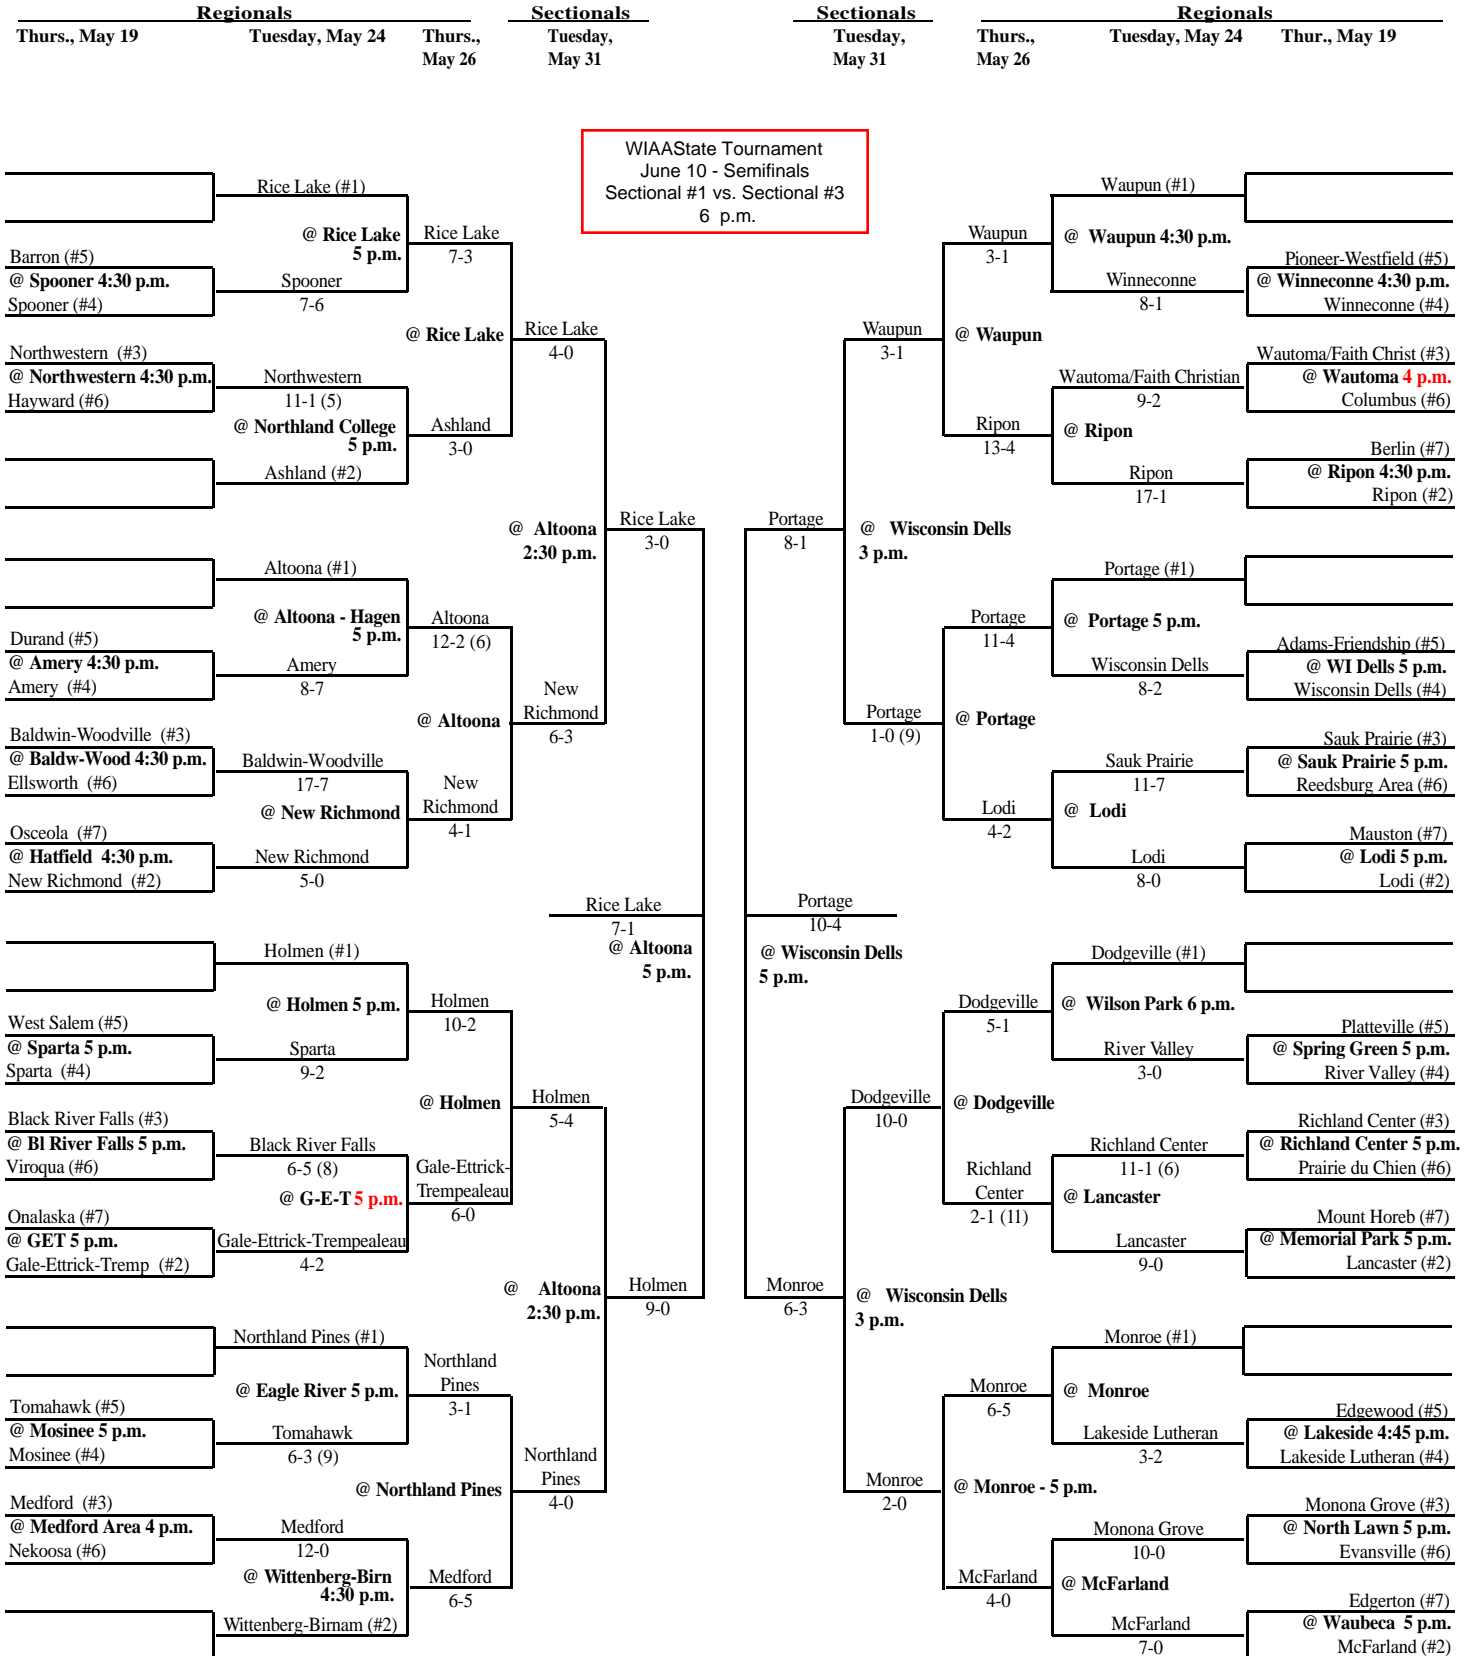 Regionals
Sectionals
Sectionals
Regionals
Thurs., May 19
Tuesday, May 24
Thurs.,
May 26
Tuesday,
May 31
Tuesday,
May 31
Thurs.,
May 26
Tuesday, May 24
Thur., May 19
WIAAState Tournament
June 10 - Semifinals
Sectional #1 vs. Sectional #3
6 p.m.
Rice Lake (#1)
@ Rice Lake
5 p.m.
Rice Lake
7-3
Barron (#5)
@ Spooner 4:30 p.m.
Spooner (#4)
Spooner
7-6
@ Rice Lake
Rice Lake
4-0
Northwestern (#3)
@ Northwestern 4:30 p.m.
Hayward (#6)
Northwestern
11-1 (5)
@ Northland College
5 p.m.
Ashland
3-0
Ashland (#2)
@ Altoona
2:30 p.m.
Rice Lake
3-0
Altoona (#1)
@ Altoona - Hagen
5 p.m.
Altoona
12-2 (6)
Durand (#5)
@ Amery 4:30 p.m.
Amery (#4)
Amery
8-7
@ Altoona
New
Richmond
6-3
Baldwin-Woodville (#3)
@ Baldw-Wood 4:30 p.m.
Ellsworth (#6)
Baldwin-Woodville
17-7
@ New Richmond
New
Richmond
4-1
Osceola (#7)
@ Hatfield 4:30 p.m.
New Richmond (#2)
New Richmond
5-0
Rice Lake
7-1
@ Altoona
5 p.m.
Holmen (#1)
@ Holmen 5 p.m.
Holmen
10-2
West Salem (#5)
@ Sparta 5 p.m.
Sparta (#4)
Sparta
9-2
@ Holmen
Holmen
5-4
Black River Falls (#3)
@ Bl River Falls 5 p.m.
Viroqua (#6)
Black River Falls
6-5 (8)
@ G-E-T 5 p.m.
Gale-Ettrick-
Trempealeau
6-0
Onalaska (#7)
@ GET 5 p.m.
Gale-Ettrick-Tremp (#2)
Gale-Ettrick-Trempealeau
4-2
@ Altoona
2:30 p.m.
Holmen
9-0
Northland Pines (#1)
@ Eagle River 5 p.m.
Northland
Pines
3-1
Tomahawk (#5)
@ Mosinee 5 p.m.
Mosinee (#4)
Tomahawk
6-3 (9)
@ Northland Pines
Northland
Pines
4-0
Medford (#3)
@ Medford Area 4 p.m.
Nekoosa (#6)
Medford
12-0
@ Wittenberg-Birn
4:30 p.m.
Medford
6-5
Wittenberg-Birnam (#2)
Waupun (#1)
Waupun
3-1
@ Waupun 4:30 p.m.
Winneconne
8-1
Pioneer-Westfield (#5)
@ Winneconne 4:30 p.m.
Winneconne (#4)
Waupun
3-1
@ Waupun
Wautoma/Faith Christian
9-2
Wautoma/Faith Christ (#3)
@ Wautoma 4 p.m.
Columbus (#6)
Ripon
13-4
@ Ripon
Ripon
17-1
Berlin (#7)
@ Ripon 4:30 p.m.
Ripon (#2)
Portage
8-1
@ Wisconsin Dells
3 p.m.
Portage (#1)
Portage
11-4
@ Portage 5 p.m.
Wisconsin Dells
8-2
Adams-Friendship (#5)
@ WI Dells 5 p.m.
Wisconsin Dells (#4)
Portage
1-0 (9)
@ Portage
Sauk Prairie
11-7
Sauk Prairie (#3)
@ Sauk Prairie 5 p.m.
Reedsburg Area (#6)
Lodi
4-2
@ Lodi
Lodi
8-0
Mauston (#7)
@ Lodi 5 p.m.
Lodi (#2)
Portage
10-4
@ Wisconsin Dells
5 p.m.
Dodgeville (#1)
Dodgeville
5-1
@ Wilson Park 6 p.m.
River Valley
3-0
Platteville (#5)
@ Spring Green 5 p.m.
River Valley (#4)
Dodgeville
10-0
@ Dodgeville
Richland Center
11-1 (6)
Richland Center (#3)
@ Richland Center 5 p.m.
Prairie du Chien (#6)
Richland
Center
2-1 (11)
@ Lancaster
Lancaster
9-0
Mount Horeb (#7)
@ Memorial Park 5 p.m.
Lancaster (#2)
Monroe
6-3
@ Wisconsin Dells
3 p.m.
Monroe (#1)
Monroe
6-5
@ Monroe
Lakeside Lutheran
3-2
Edgewood (#5)
@ Lakeside 4:45 p.m.
Lakeside Lutheran (#4)
Monroe
2-0
@ Monroe - 5 p.m.
Monona Grove
10-0
Monona Grove (#3)
@ North Lawn 5 p.m.
Evansville (#6)
McFarland
4-0
@ McFarland
McFarland
7-0
Edgerton (#7)
@ Waubeca 5 p.m.
McFarland (#2)